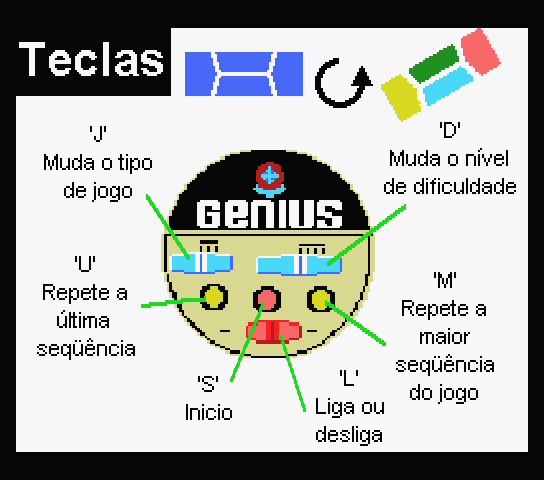 Teclas
'J'
Muda o tipo
de jogo
'D'
Muda o nível
de dificuldade
GENIUS
'U'
Repete a
última
seqüência
'M'
Repete a
maior
seqüência
do jogo
'S'
Inicio
'L'
Liga ou
desliga